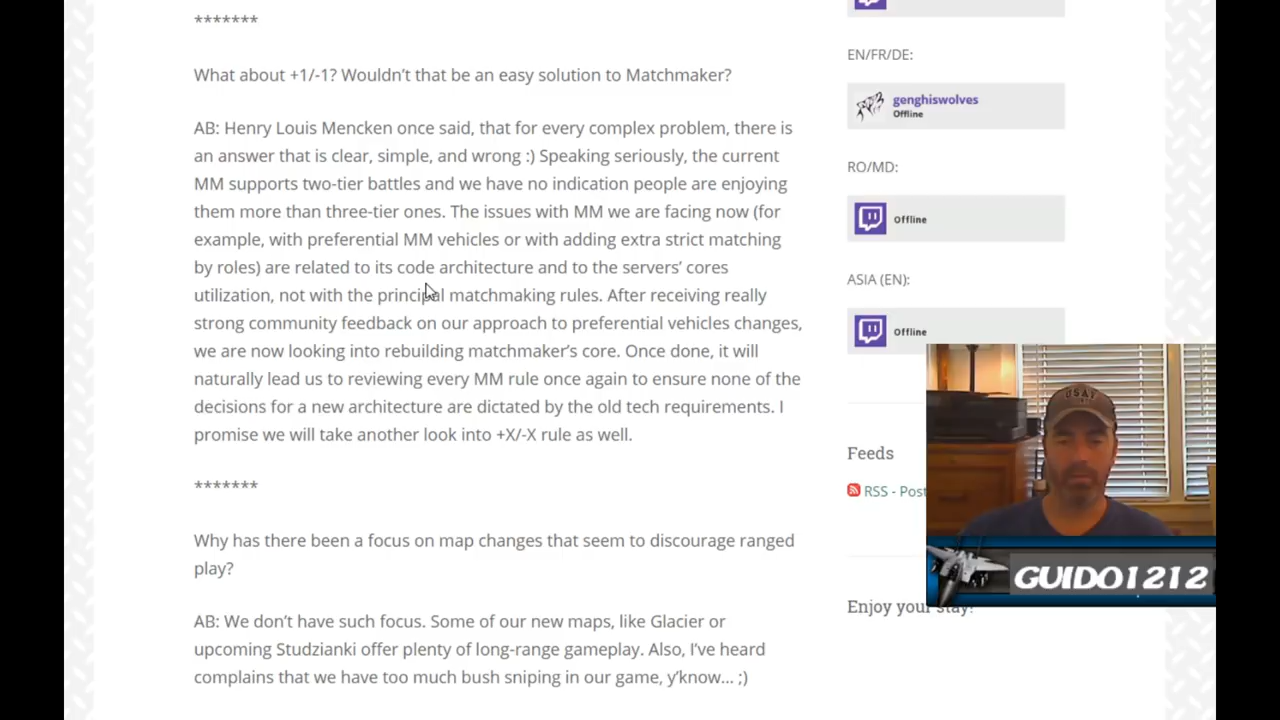 *******
What about +1/-1? Wouldn't that be an easy solution to Matchmaker?
AB: Henry Louis Mencken once said, that for every complex problem, there is
an answer that is clear, simple, and wrong :) Speaking seriously, the current
MM supports two-tier battles and we have no indication people are enjoying
them more than three-tier ones. The issues with MM we are facing now (for
example, with preferential MM vehicles or with adding extra strict matching
by roles) are related to its code architecture and to the servers' cores
utilization, not with the principal matchmaking rules. After receiving really
strong community feedback on our approach to preferential vehicles changes,
we are now looking into rebuilding matchmaker's core. Once done, it will
naturally lead us to reviewing every MM rule once again to ensure none of the
decisions for a new architecture are dictated by the old tech requirements. I
promise we will take another look into +X/-X rule as well.
*******
Why has there been a focus on map changes that seem to discourage ranged
play?
AB: We don't have such focus. Some of our new maps, like Glacier or
upcoming Studzianki offer plenty of long-range gameplay. Also, I've heard
complains that we have too much bush sniping in our game, y'know... ;)
EN/FR/DE:
genghiswolves
Offline
RO/MD:
Offline
ASIA (EN):
Offline
Feeds
RSS - Post
Enjoy your stay!
USAF
GUIDO1212